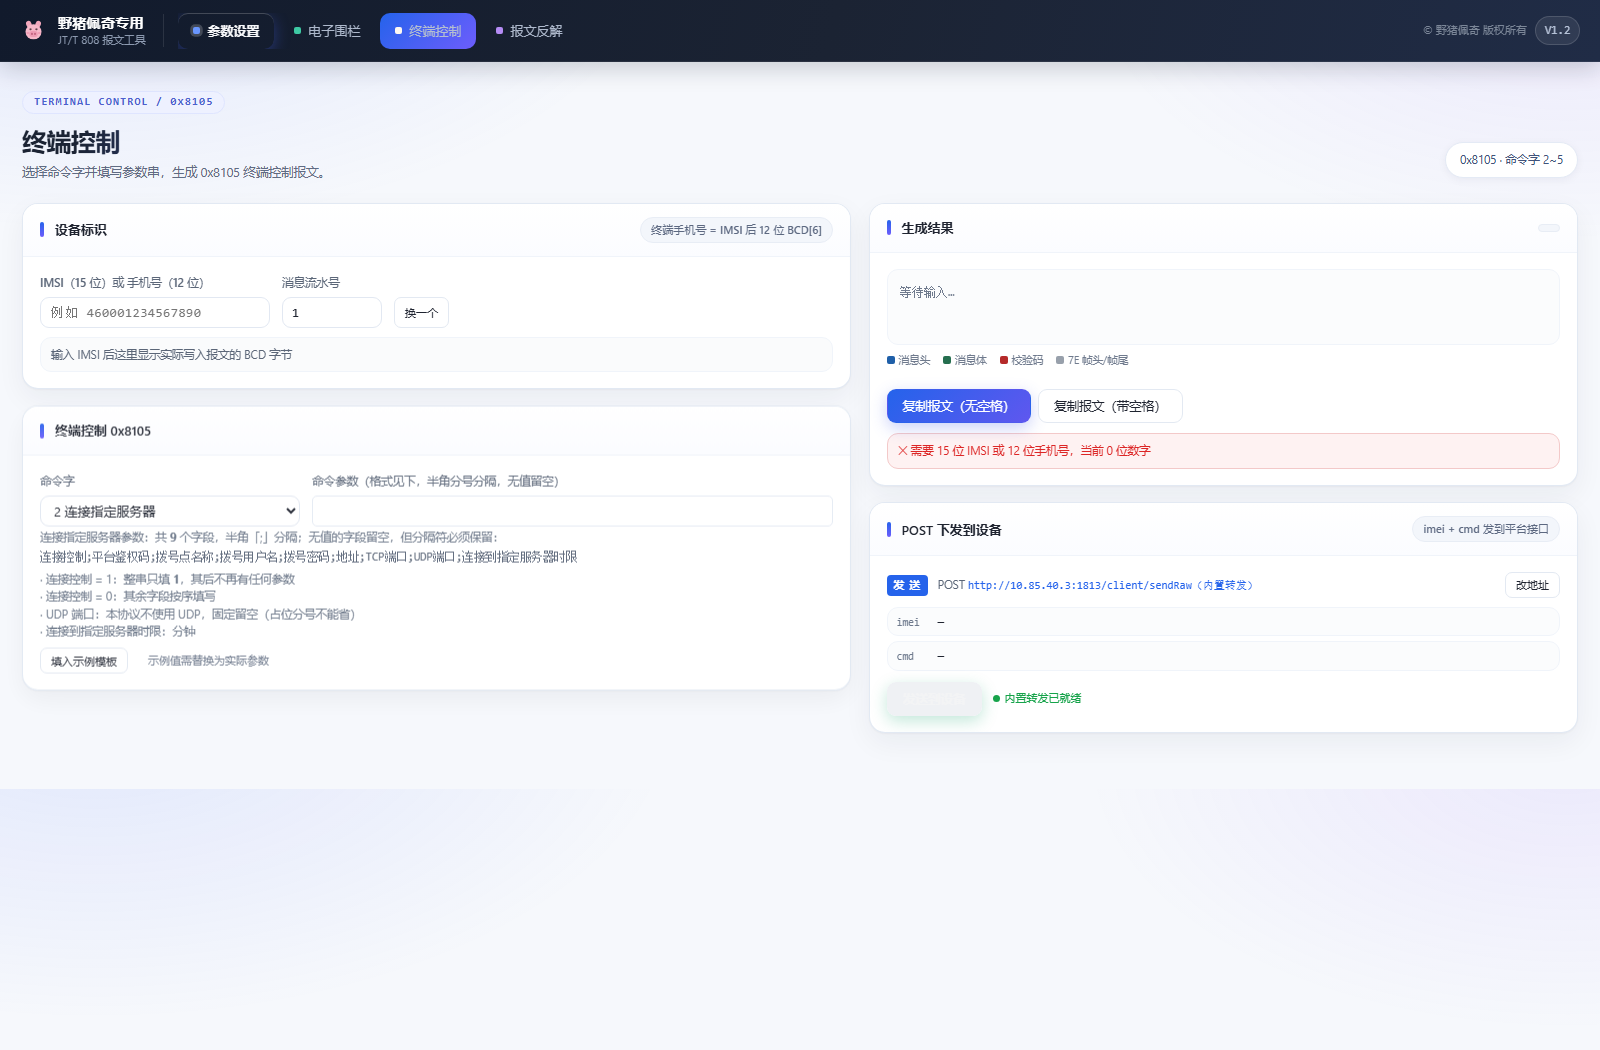 野猪佩奇专用
JT/T 808 报文工具
参数设置
电子围栏
终端控制
报文反解
© 野猪佩奇 版权所有
V1.2
TERMINAL CONTROL / 0X8105
终端控制
选择命令字并填写参数串，生成 0x8105 终端控制报文。
0x8105 · 命令字 2~5
设备标识
终端手机号 = IMSI 后 12 位 BCD[6]
IMSI（15 位）或 手机号（12 位）
消息流水号
例如 460001234567890
1
换一个
输入 IMSI 后这里显示实际写入报文的 BCD 字节
终端控制 0x8105
命令字
命令参数（格式见下，半角分号分隔，无值留空）
2 连接指定服务器
连接指定服务器参数：共 9 个字段，半角「;」分隔；无值的字段留空，但分隔符必须保留：
连接控制;平台鉴权码;拨号点名称;拨号用户名;拨号密码;地址;TCP端口;UDP端口;连接到指定服务器时限
· 连接控制 = 1：整串只填 1，其后不再有任何参数
· 连接控制 = 0：其余字段按序填写
· UDP 端口：本协议不使用 UDP，固定留空（占位分号不能省）
· 连接到指定服务器时限：分钟
填入示例模板
示例值需替换为实际参数
生成结果
等待输入…
消息头
消息体
校验码
7E 帧头/帧尾
复制报文（无空格）
复制报文（带空格）
✕ 需要 15 位 IMSI 或 12 位手机号，当前 0 位数字
POST 下发到设备
imei + cmd 发到平台接口
发送
POST http://10.85.40.3:1813/client/sendRaw（内置转发）
改地址
imei —
cmd —
内置转发已就绪